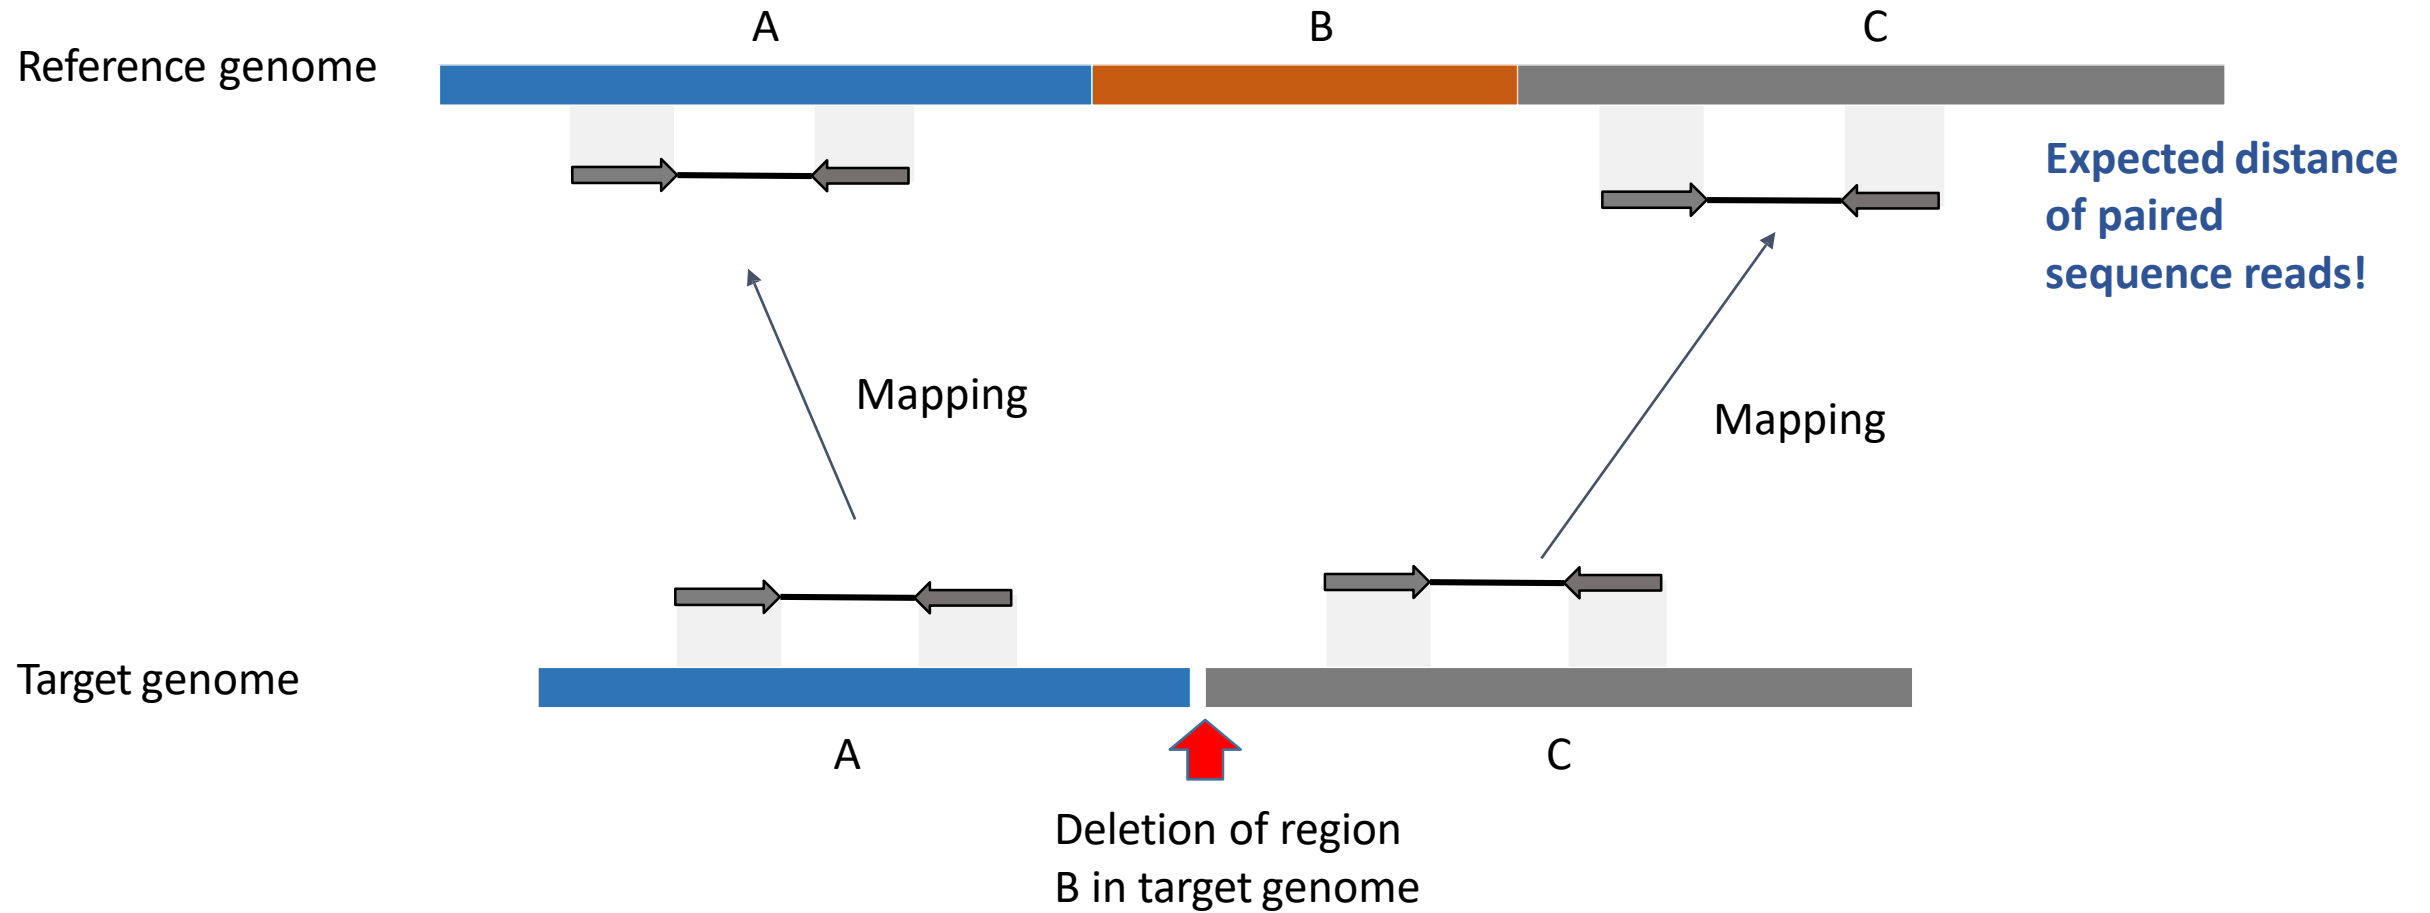 A
B
C
Reference genome
Expected distance
of paired
sequence reads!
Mapping
Mapping
Target genome
A
C
Deletion of region
B in target genome